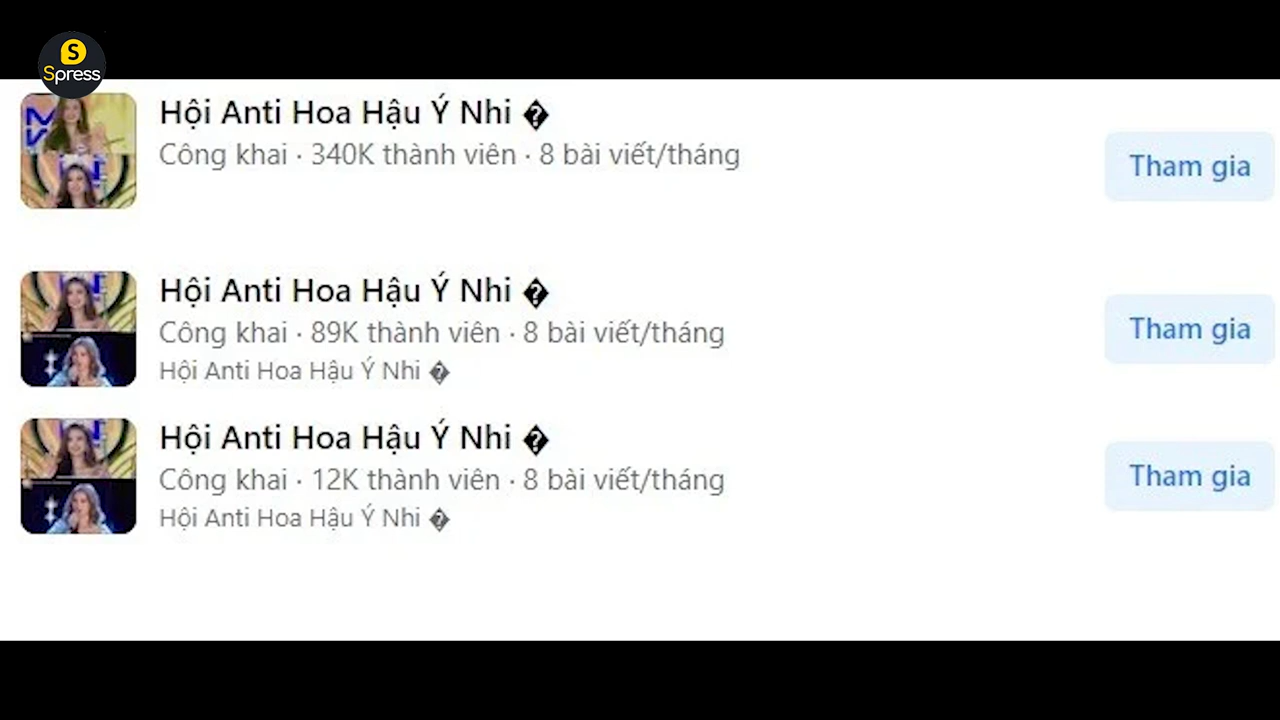 S
Spress
Hội Anti Hoa Hậu Ý Nhi �
Công khai · 340K thành viên · 8 bài viết/tháng
Tham gia
Hội Anti Hoa Hậu Ý Nhi �
Công khai · 89K thành viên · 8 bài viết/tháng
Hội Anti Hoa Hậu Ý Nhi �
Tham gia
Hội Anti Hoa Hậu Ý Nhi �
Công khai · 12K thành viên · 8 bài viết/tháng
Hội Anti Hoa Hậu Ý Nhi �
Tham gia